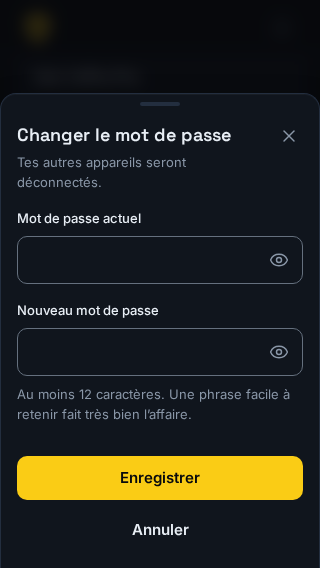 Changer le mot de passe
Tes autres appareils seront
déconnectés.
Mot de passe actuel
Nouveau mot de passe
Au moins 12 caractères. Une phrase facile à
retenir fait très bien l’affaire.
Enregistrer
Annuler